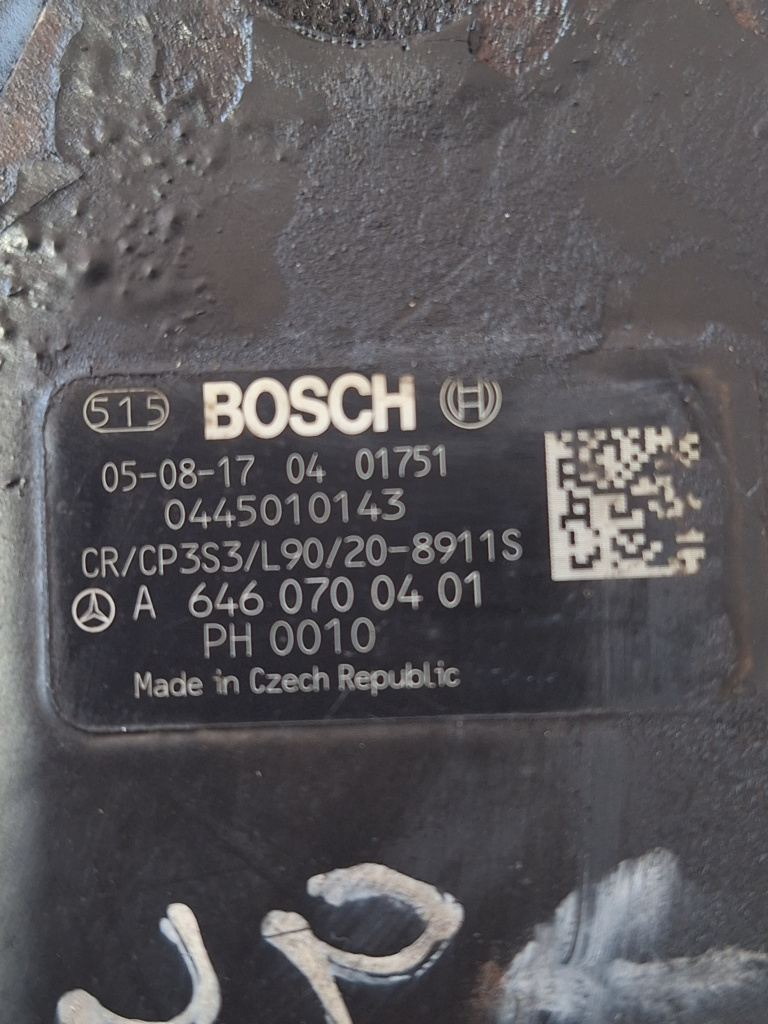 515 BOSCH
05-08-17 04 01751
0445010143
CR/CP3S3/L90/20-8911S
A 646 070 04 01
PH 0010
Made in Czech Republic